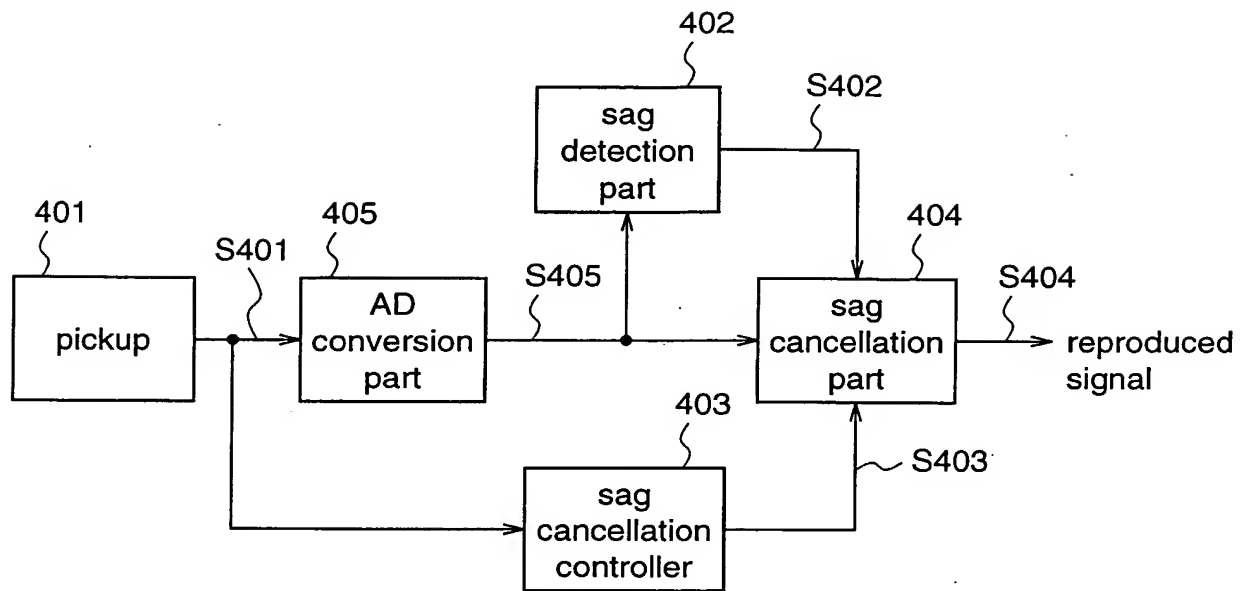 402
S402
sag
detection
part
401
405
404
S401
S405
S404
pickup
AD
conversion
part
sag
cancellation
part
reproduced
signal
403
S403
sag
cancellation
controller